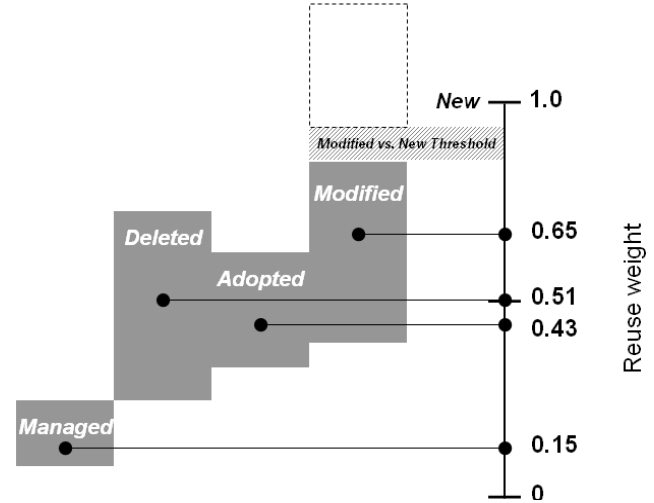 New 1.0
Modified vs. New Threshold
Modified
0.65
Deleted
Adopted
0.51
0.43
Managed
0.15
0
Reuse weight